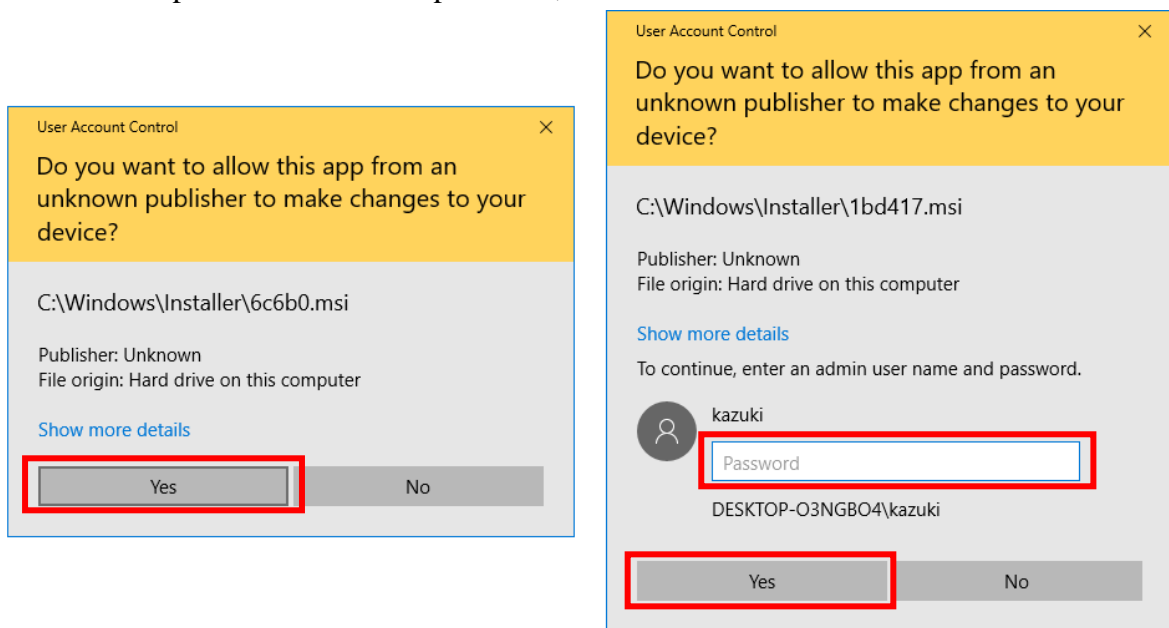 User Account Control
Do you want to allow this app from an
unknown publisher to make changes to your
device?
C:\Windows\Installer\6c6b0.msi
Publisher: Unknown
File origin: Hard drive on this computer
Show more details
Yes No
User Account Control
Do you want to allow this app from an
unknown publisher to make changes to your
device?
C:\Windows\Installer\1bd417.msi
Publisher: Unknown
File origin: Hard drive on this computer
Show more details
To continue, enter an admin user name and password.
kazuki
Password
DESKTOP-O3NGBO4\kazuki
Yes No